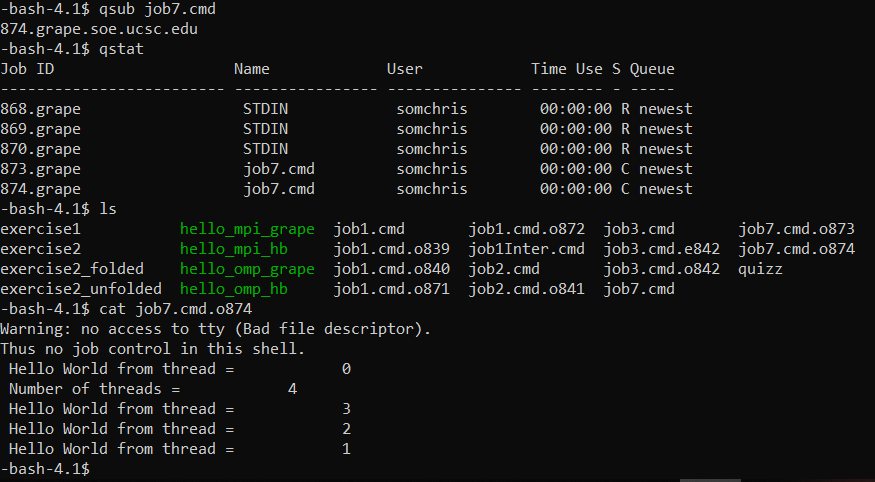 -bash-4.1$ qsub job7.cmd
874.grape.soe.ucsc.edu
-bash-4.1$ qstat
Job ID                    Name             User            Time Use S Queue
------------------------- ---------------- --------------- -------- - -----
868.grape                  STDIN            somchris        00:00:00 R newest
869.grape                  STDIN            somchris        00:00:00 R newest
870.grape                  STDIN            somchris        00:00:00 R newest
873.grape                  job7.cmd         somchris        00:00:00 C newest
874.grape                  job7.cmd         somchris        00:00:00 C newest
-bash-4.1$ ls
exercise1           hello_mpi_grape  job1.cmd       job1.cmd.o872  job3.cmd       job7.cmd.o873
exercise2           hello_mpi_hb     job1.cmd.o839  job1Inter.cmd  job3.cmd.e842  job7.cmd.o874
exercise2_folded    hello_omp_grape  job1.cmd.o840  job2.cmd       job3.cmd.o842  quizz
exercise2_unfolded  hello_omp_hb     job1.cmd.o871  job2.cmd.o841  job7.cmd
-bash-4.1$ cat job7.cmd.o874
Warning: no access to tty (Bad file descriptor).
Thus no job control in this shell.
 Hello World from thread =            0
 Number of threads =            4
 Hello World from thread =            3
 Hello World from thread =            2
 Hello World from thread =            1
-bash-4.1$